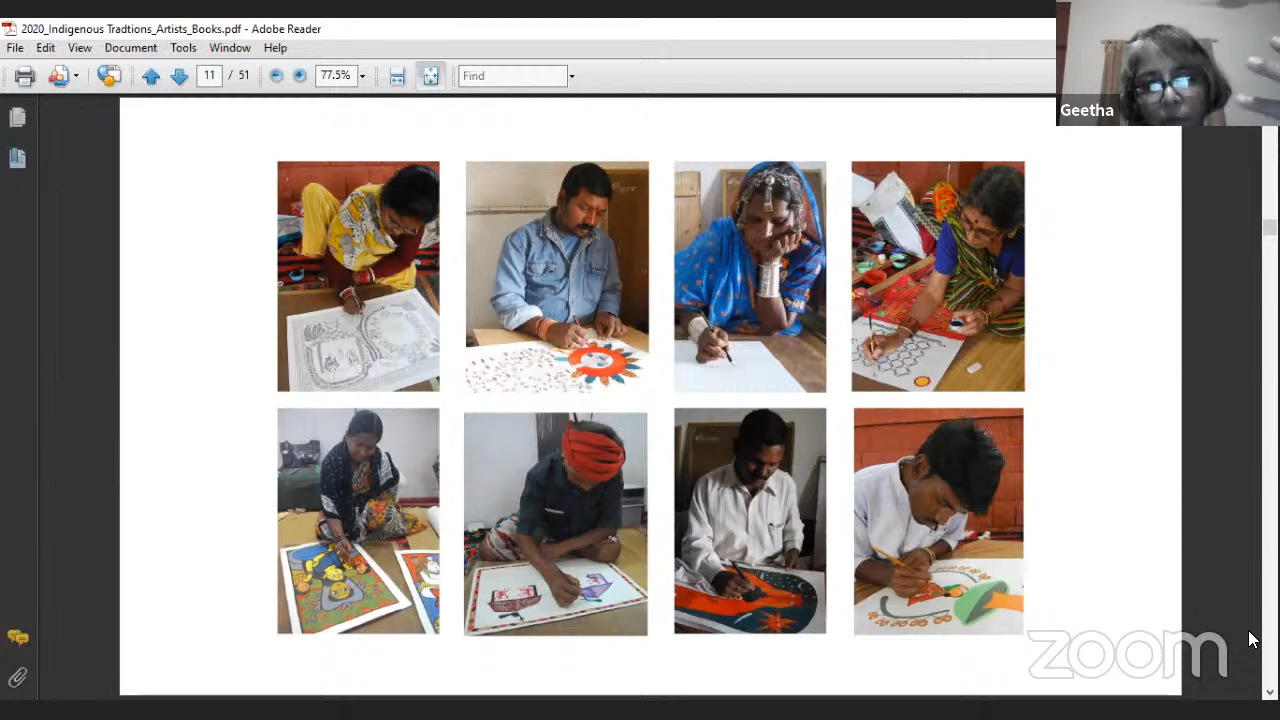 2020_Indigenous Tradtions_Artists_Books.pdf - Adobe Reader
File Edit View Document Tools Window Help
11 / 51 77.5% Find
Geetha
zoom